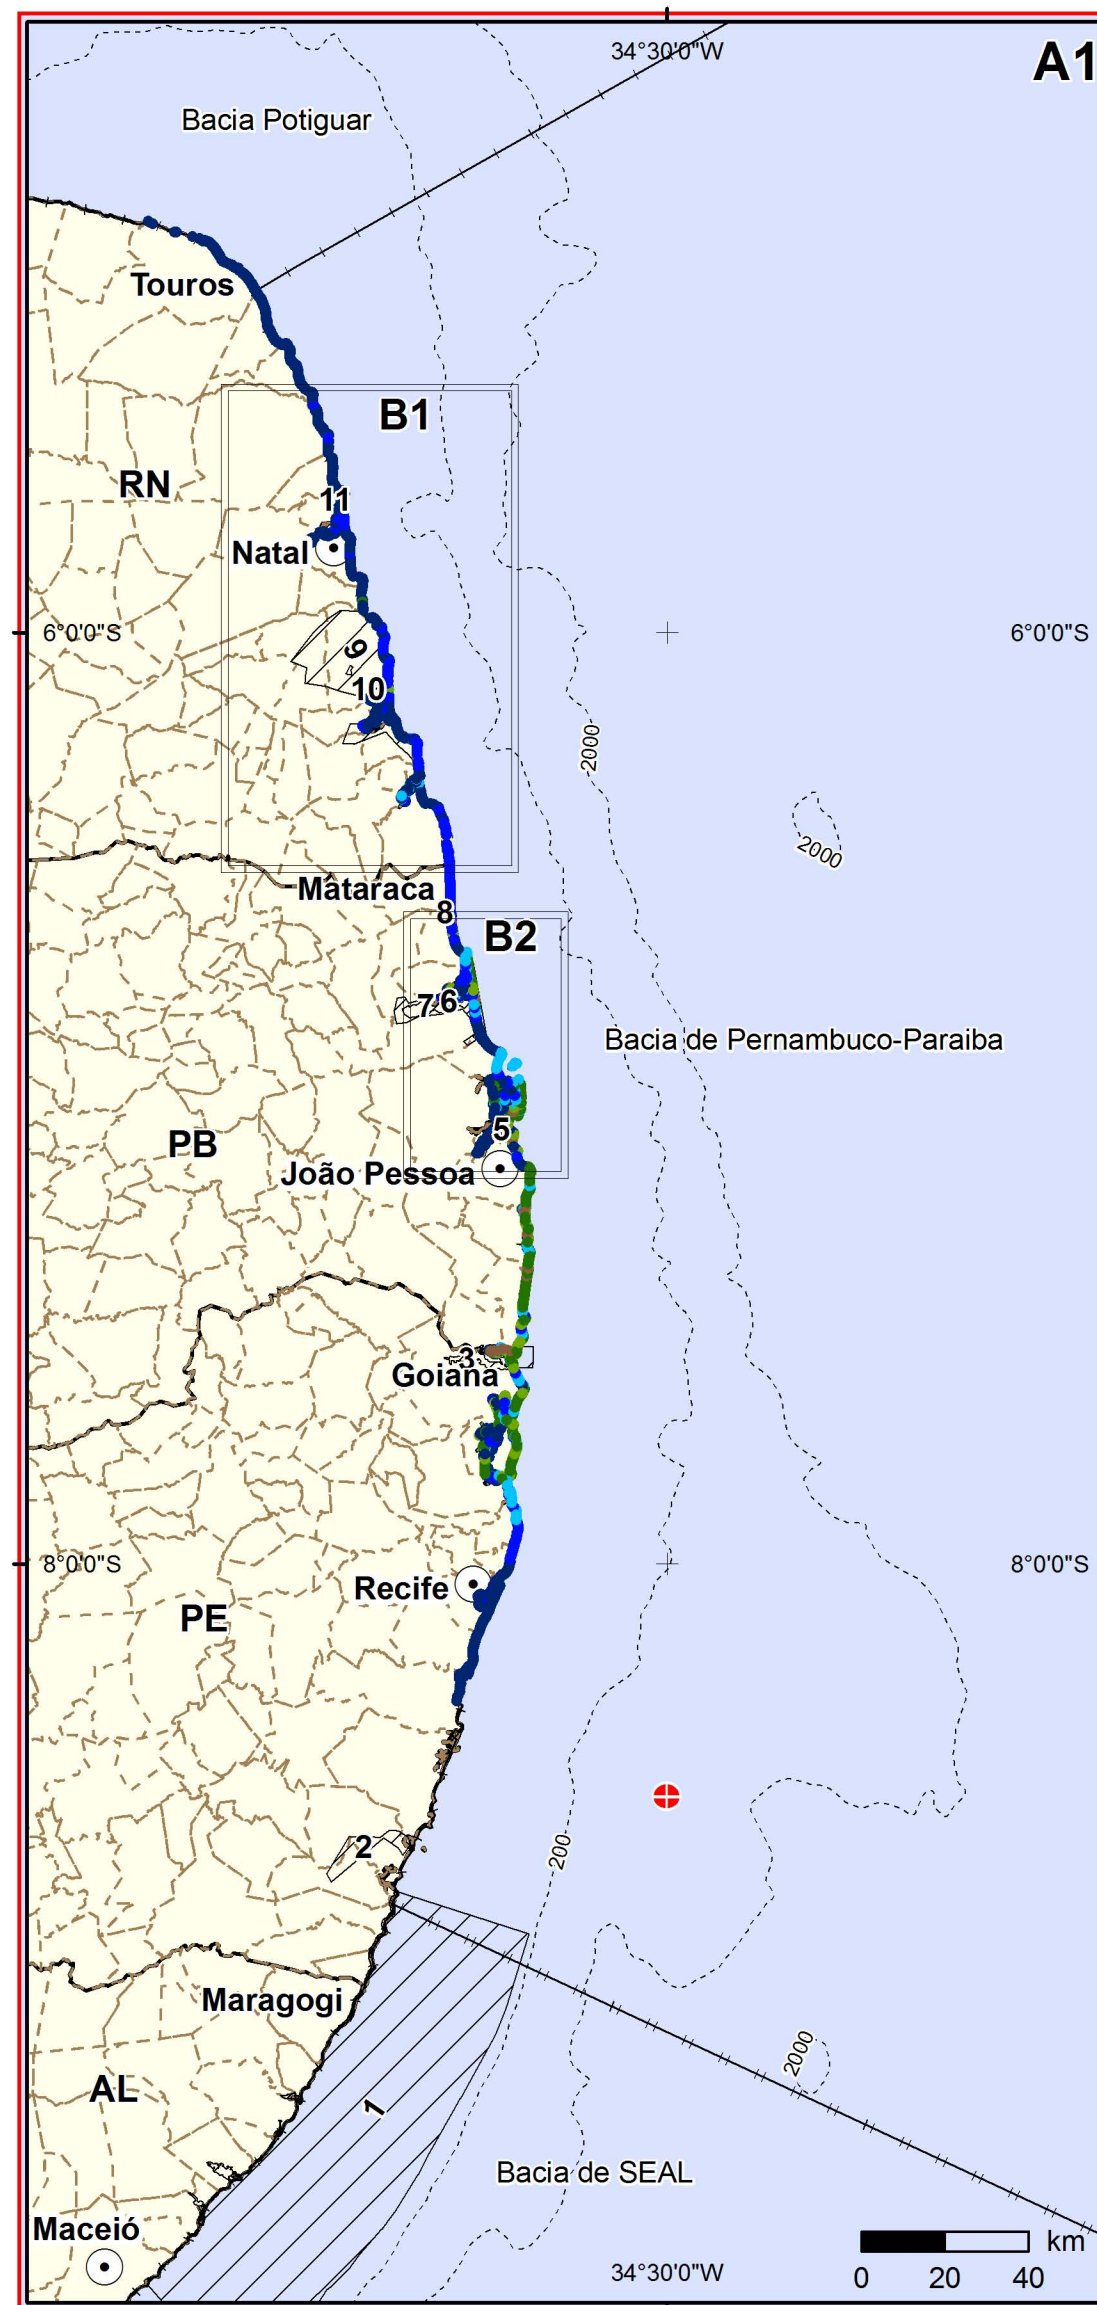 34°30'0"W
A1
Bacia Potiguar
Touros
B1
RN
11
Natal
6°0'0"S
6°0'0"S
9
10
2000
2000
Mataraca
8
B2
7
6
Bacia de Pernambuco-Paraiba
5
PB
João Pessoa
3
Goiana
8°0'0"S
8°0'0"S
Recife
PE
2
200
Maragogi
2000
AL
1
Bacia de SEAL
Maceió
km
34°30'0"W
0 20 40